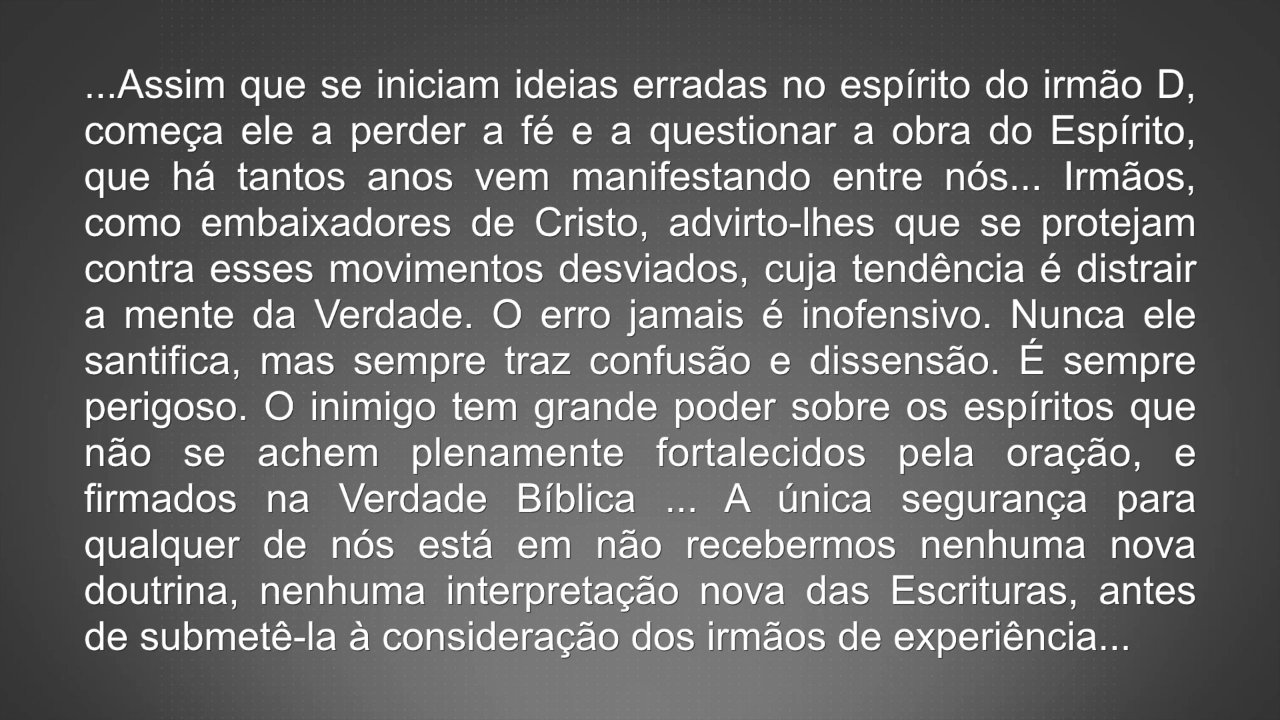 ...Assim que se iniciam ideias erradas no espírito do irmão D,
começa ele a perder a fé e a questionar a obra do Espírito,
que há tantos anos vem manifestando entre nós... Irmãos,
como embaixadores de Cristo, advirto-lhes que se protejam
contra esses movimentos desviados, cuja tendência é distrair
a mente da Verdade. O erro jamais é inofensivo. Nunca ele
santifica, mas sempre traz confusão e dissensão. É sempre
perigoso. O inimigo tem grande poder sobre os espíritos que
não se achem plenamente fortalecidos pela oração, e
firmados na Verdade Bíblica ... A única segurança para
qualquer de nós está em não recebermos nenhuma nova
doutrina, nenhuma interpretação nova das Escrituras, antes
de submetê-la à consideração dos irmãos de experiência...